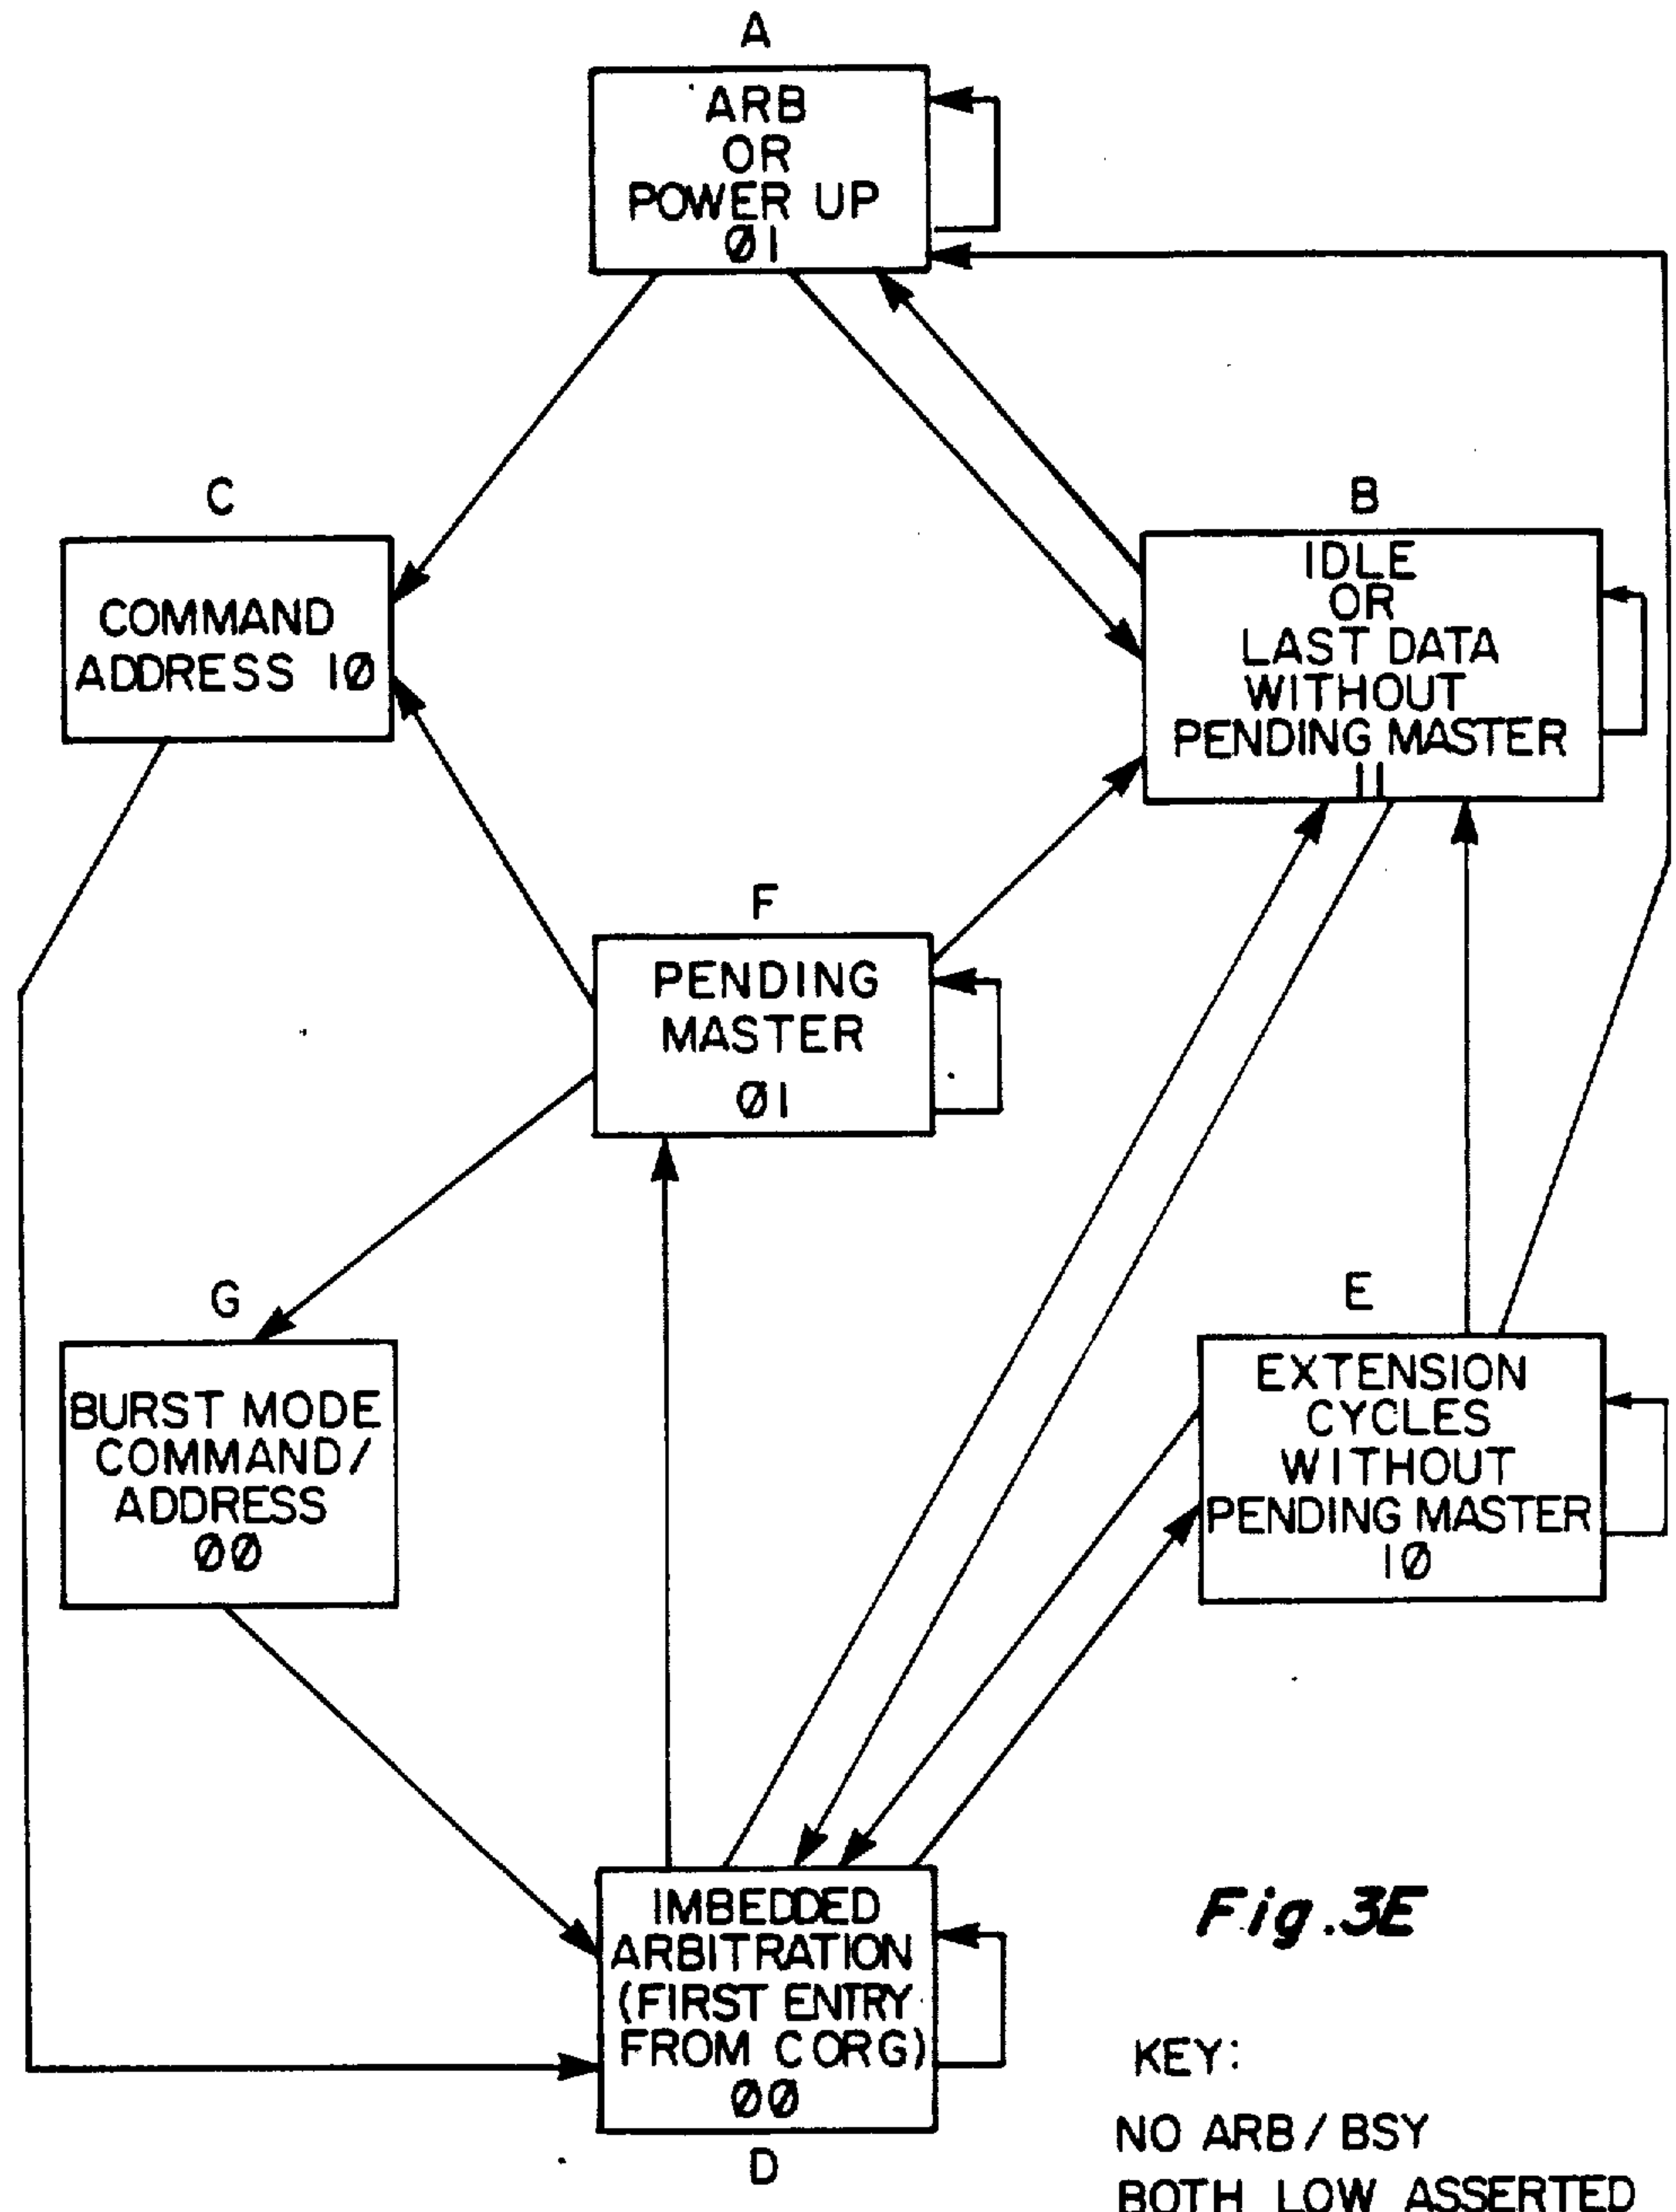 A
ARB
OR
POWER UP
Ø1
C
COMMAND
ADDRESS 1Ø
B
IDLE
OR
LAST DATA
WITHOUT
PENDING MASTER
11
F
PENDING
MASTER
Ø1
G
BURST MODE
COMMAND/
ADDRESS
ØØ
E
EXTENSION
CYCLES
WITHOUT
PENDING MASTER
1Ø
IMBEDDED
ARBITRATION
(FIRST ENTRY
FROM C ORG)
ØØ
D
Fig.3E
KEY:
NO ARB / BSY
BOTH LOW ASSERTED